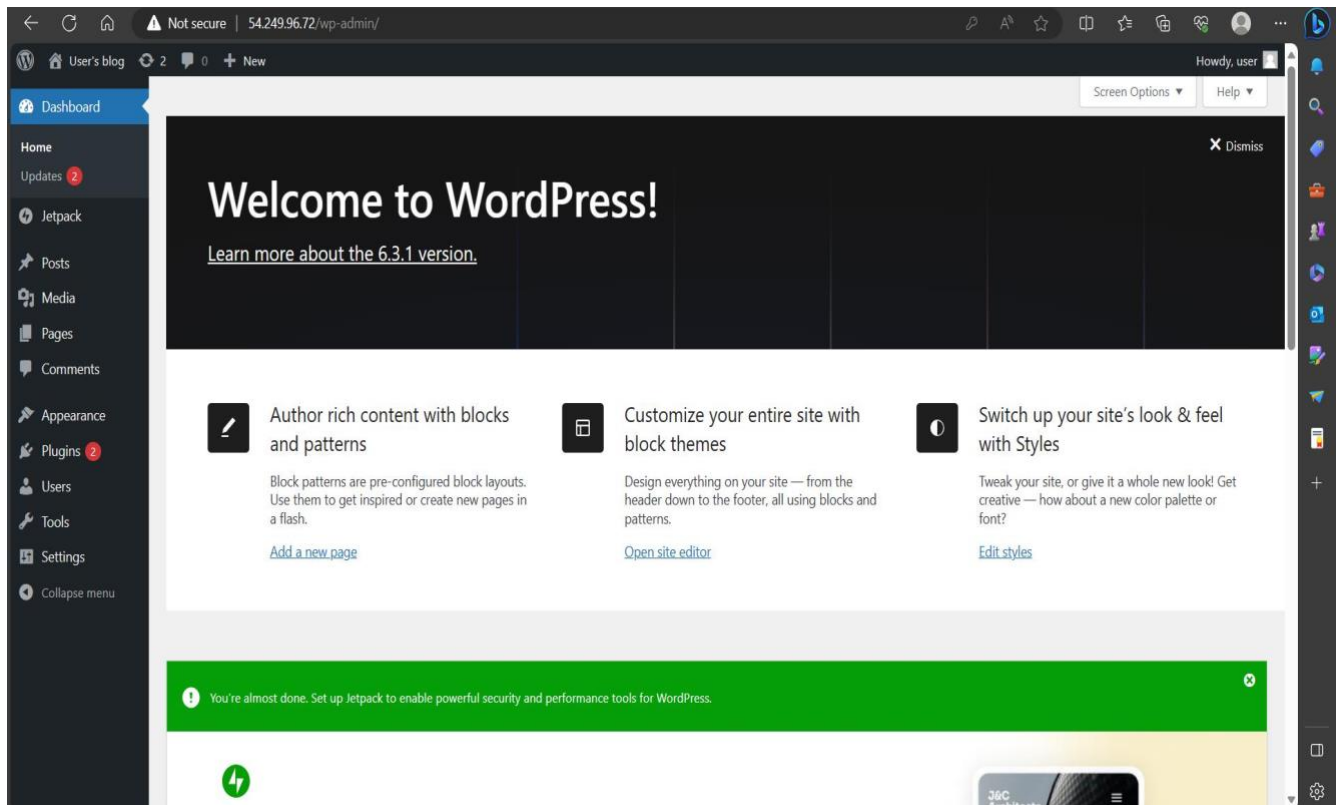 Not secure | 54.249.96.72/wp-admin/
User's blog 2 0 + New
Howdy, user
Screen Options ▼ Help ▼
Dashboard
Home
Updates 2
Jetpack
Posts
Media
Pages
Comments
Appearance
Plugins 2
Users
Tools
Settings
Collapse menu
Dismiss
Welcome to WordPress!
Learn more about the 6.3.1 version.
Author rich content with blocks
and patterns
Block patterns are pre-configured block layouts.
Use them to get inspired or create new pages in
a flash.
Add a new page
Customize your entire site with
block themes
Design everything on your site — from the
header down to the footer, all using blocks and
patterns.
Open site editor
Switch up your site's look & feel
with Styles
Tweak your site, or give it a whole new look! Get
creative — how about a new color palette or
font?
Edit styles
You're almost done. Set up Jetpack to enable powerful security and performance tools for WordPress.
J&C